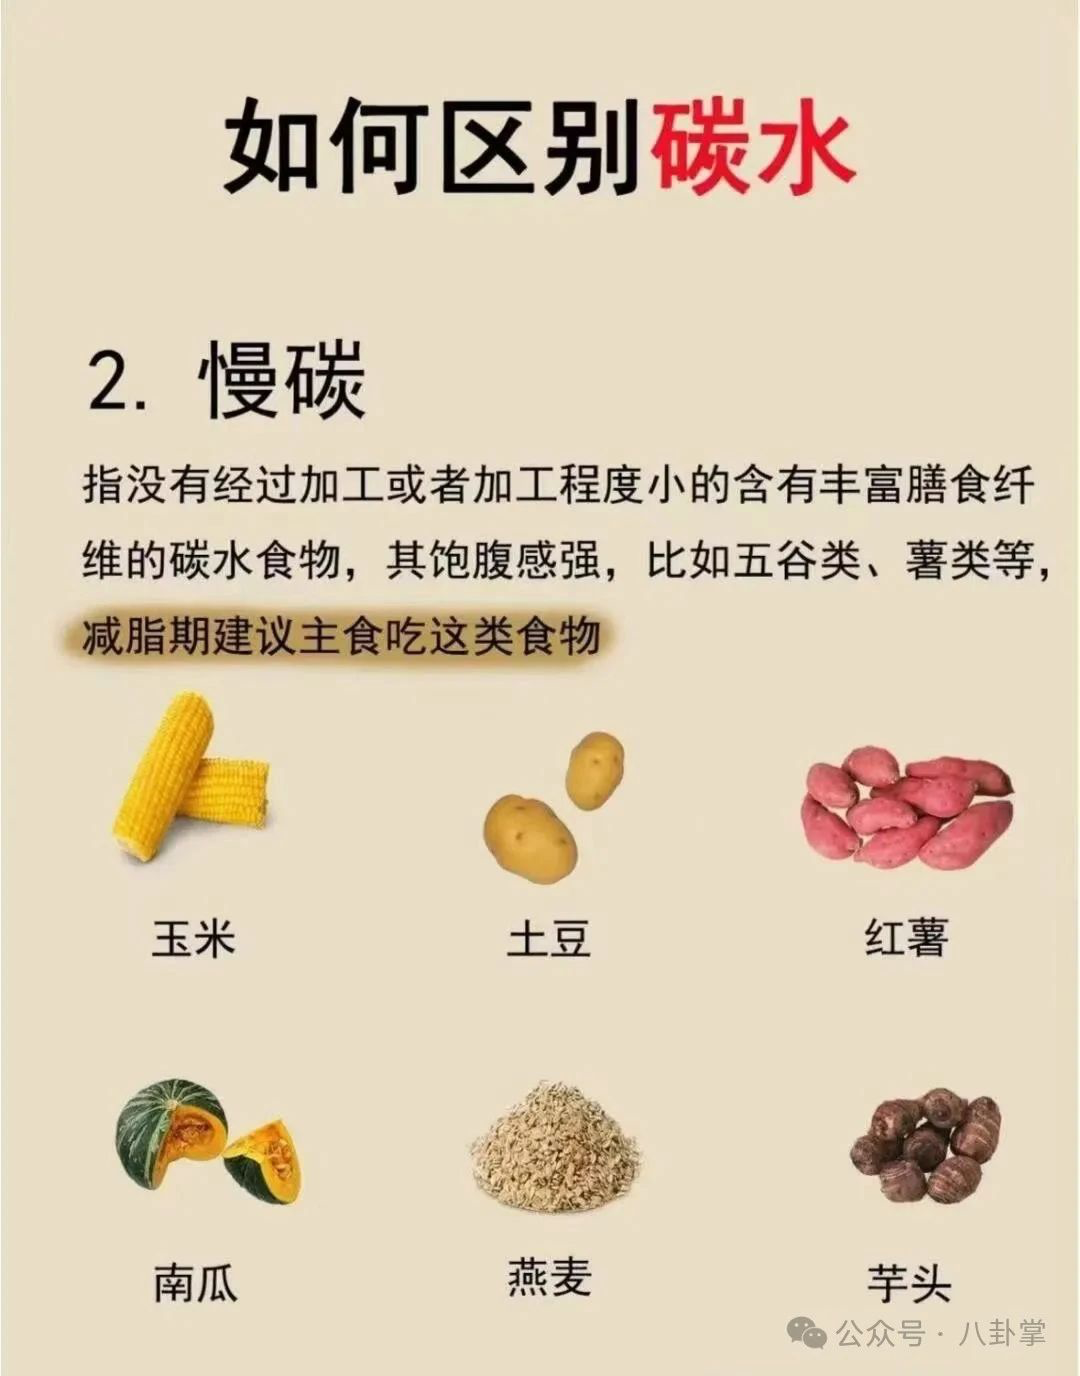 如何区别碳水
2. 慢碳
指没有经过加工或者加工程度小的含有丰富膳食纤
维的碳水食物，其饱腹感强，比如五谷类、薯类等，
减脂期建议主食吃这类食物
玉米 土豆 红薯
南瓜 燕麦 芋头
公众号·八卦掌